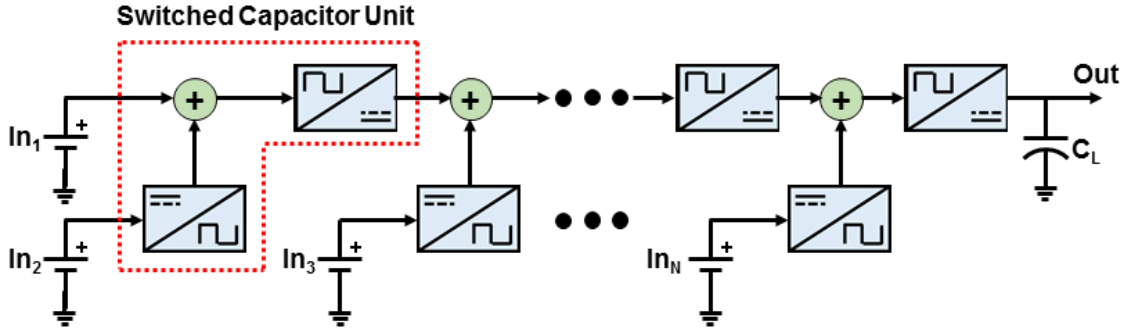 Switched Capacitor Unit
Out
In1
+
+
+
+
CL
In2
+
In3
+
InN
+